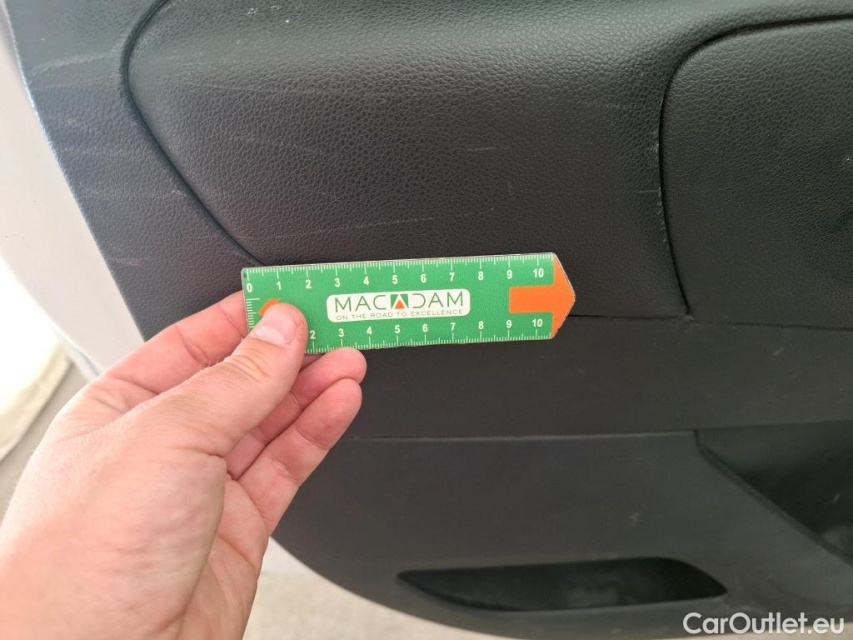 0 1 2 3 4 5 6 7 8 9 10
MACADAM
ON THE ROAD TO EXCELLENCE
2 3 4 5 6 7 8 9 10
CarOutlet.eu